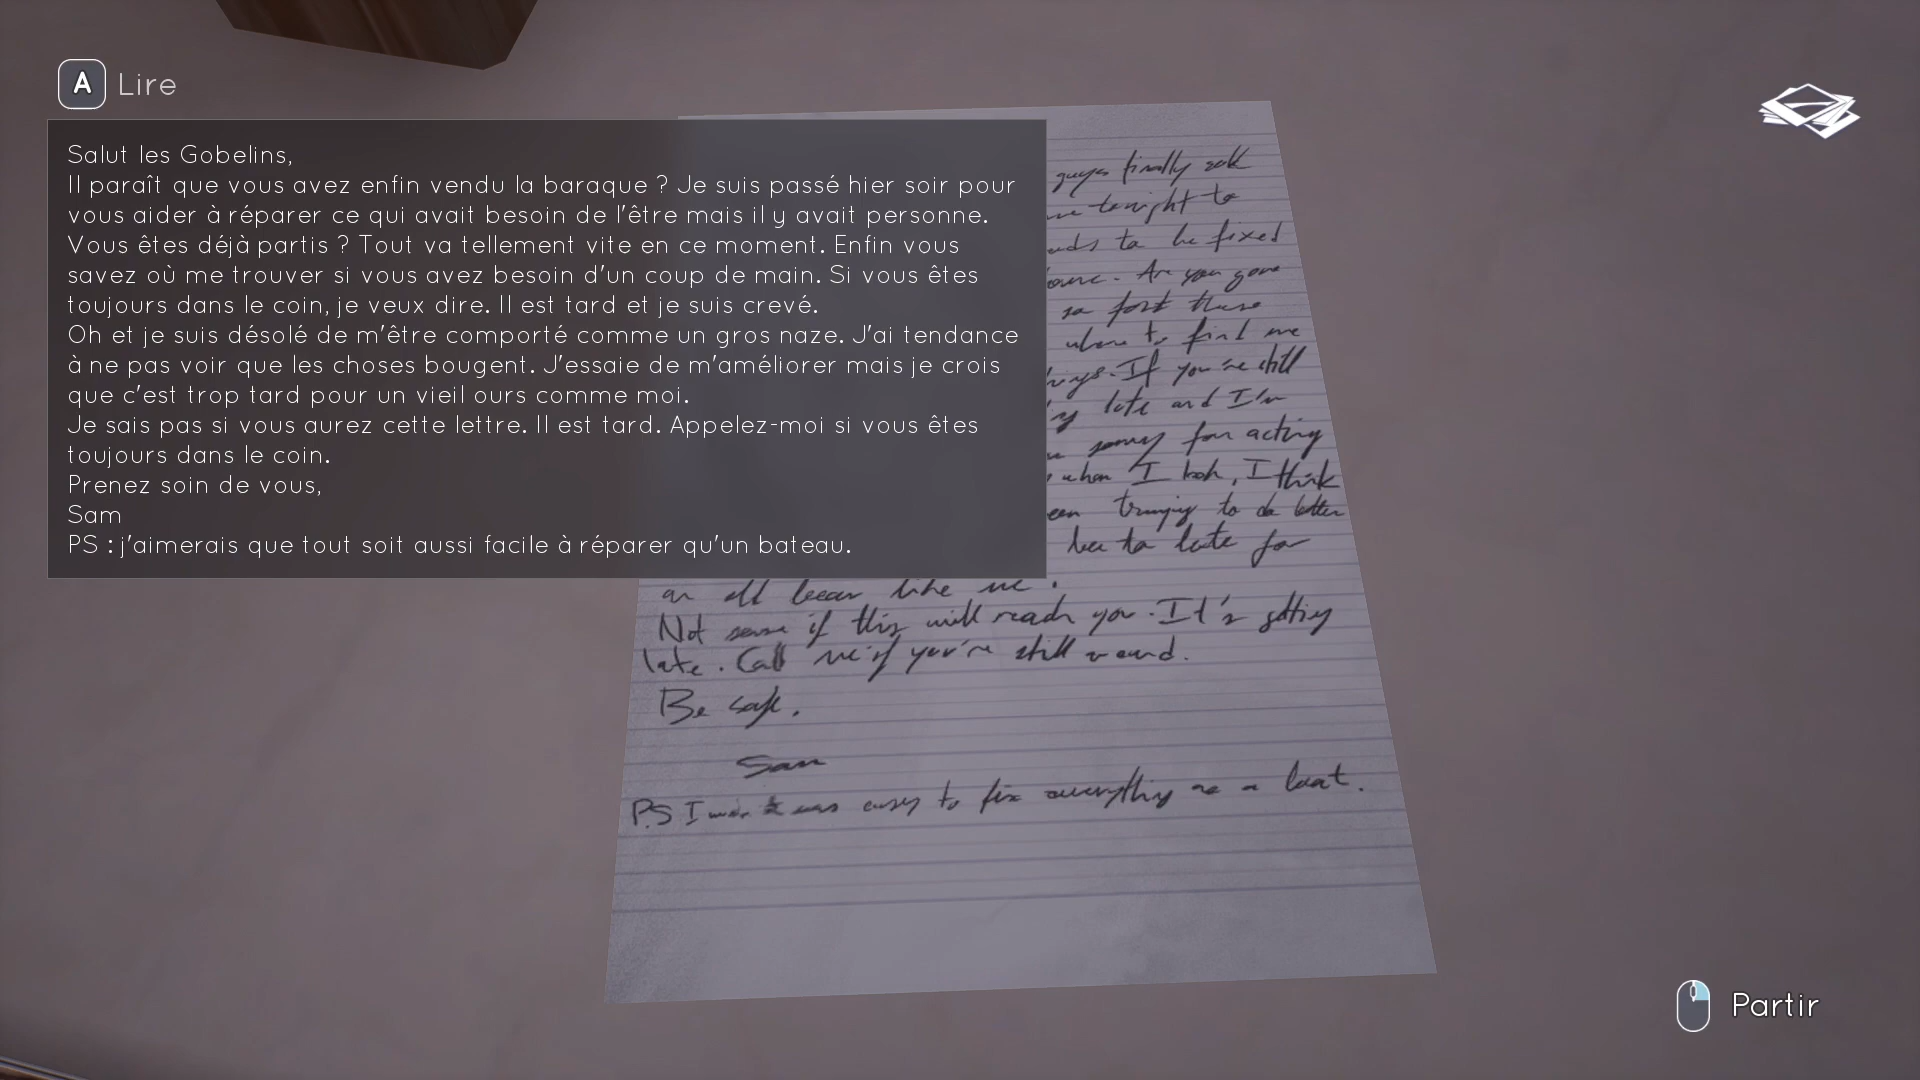 A Lire
Salut les Gobelins,
Il paraît que vous avez enfin vendu la baraque ? Je suis passé hier soir pour
vous aider à réparer ce qui avait besoin de l'être mais il y avait personne.
Vous êtes déjà partis ? Tout va tellement vite en ce moment. Enfin vous
savez où me trouver si vous avez besoin d'un coup de main. Si vous êtes
toujours dans le coin, je veux dire. Il est tard et je suis crevé.
Oh et je suis désolé de m'être comporté comme un gros naze. J'ai tendance
à ne pas voir que les choses bougent. J'essaie de m'améliorer mais je crois
que c'est trop tard pour un vieil ours comme moi.
Je sais pas si vous aurez cette lettre. Il est tard. Appelez-moi si vous êtes
toujours dans le coin.
Prenez soin de vous,
Sam
PS : j'aimerais que tout soit aussi facile à réparer qu'un bateau.
guys finally
tonight to
to be fixed
Are you gone
so fast these
where to find me
If you're still
late and I'm
sorry for acting
when I I think
trying to do better
late for
like me.
Not if this will reach you. It's getting
late. Call me if you're still
Be safe.
Sam
PS I easy to fix everything as a boat.
Partir